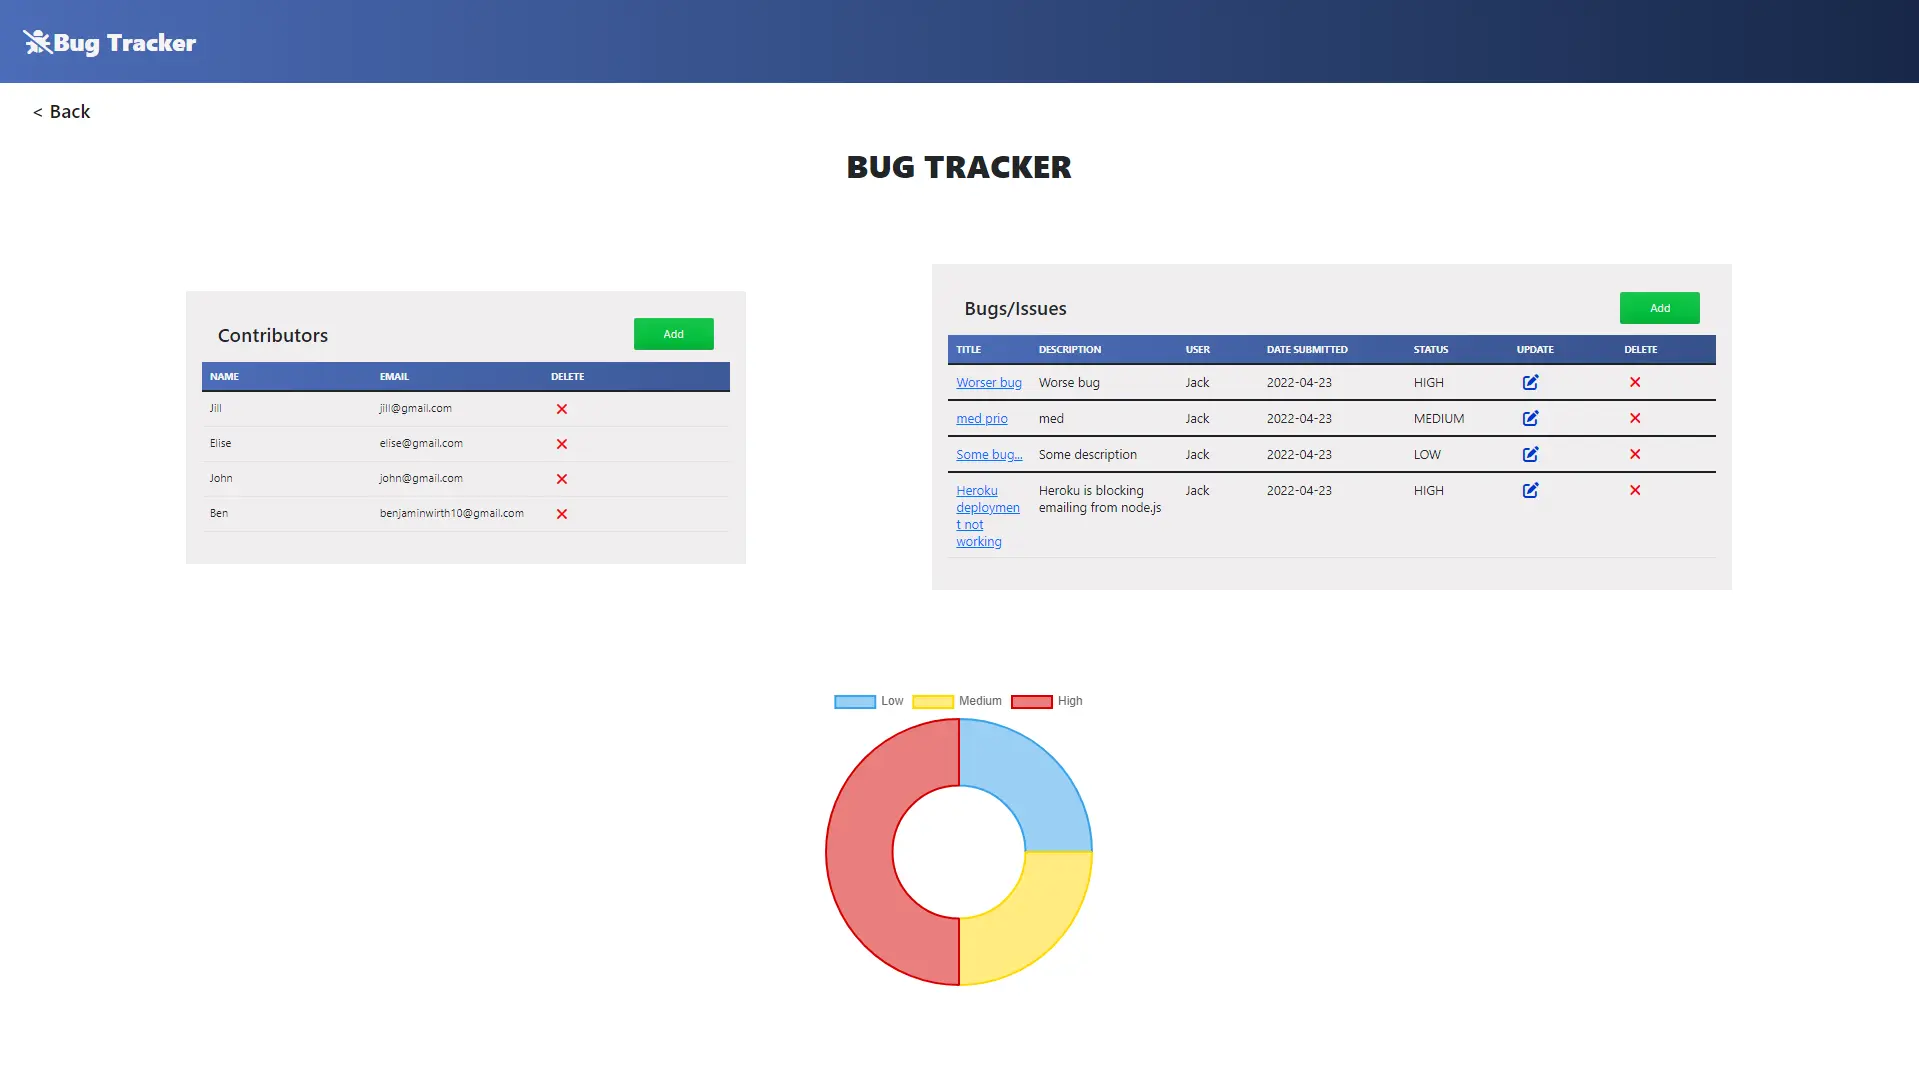 Bug Tracker
< Back
BUG TRACKER
Contributors
Add
NAME EMAIL DELETE
Jill jill@gmail.com
Elise elise@gmail.com
John john@gmail.com
Ben benjaminwirth10@gmail.com
Bugs/Issues
Add
TITLE DESCRIPTION USER DATE SUBMITTED STATUS UPDATE DELETE
Worser bug Worse bug Jack 2022-04-23 HIGH
med prio med Jack 2022-04-23 MEDIUM
Some bug... Some description Jack 2022-04-23 LOW
Heroku Heroku is blocking Jack 2022-04-23 HIGH
deploymen emailing from node.js
t not
working
Low Medium High